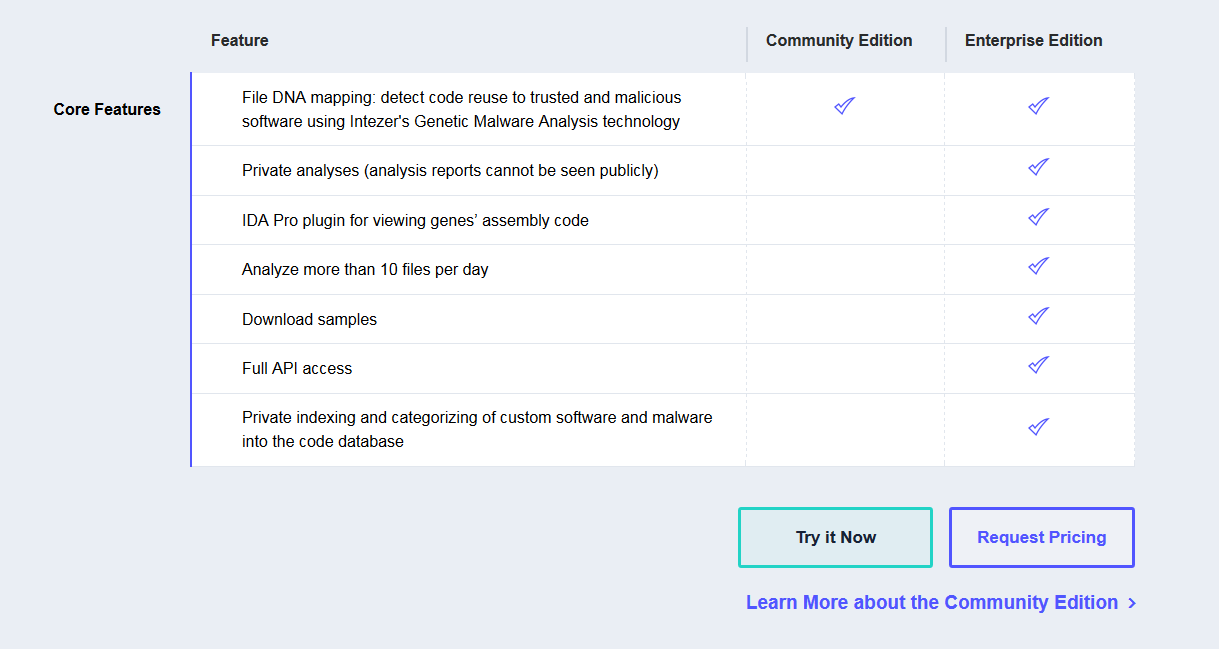 Feature
Community Edition
Enterprise Edition
Core Features
File DNA mapping: detect code reuse to trusted and malicious
software using Intezer's Genetic Malware Analysis technology
Private analyses (analysis reports cannot be seen publicly)
IDA Pro plugin for viewing genes’ assembly code
Analyze more than 10 files per day
Download samples
Full API access
Private indexing and categorizing of custom software and malware
into the code database
Try it Now
Request Pricing
Learn More about the Community Edition >